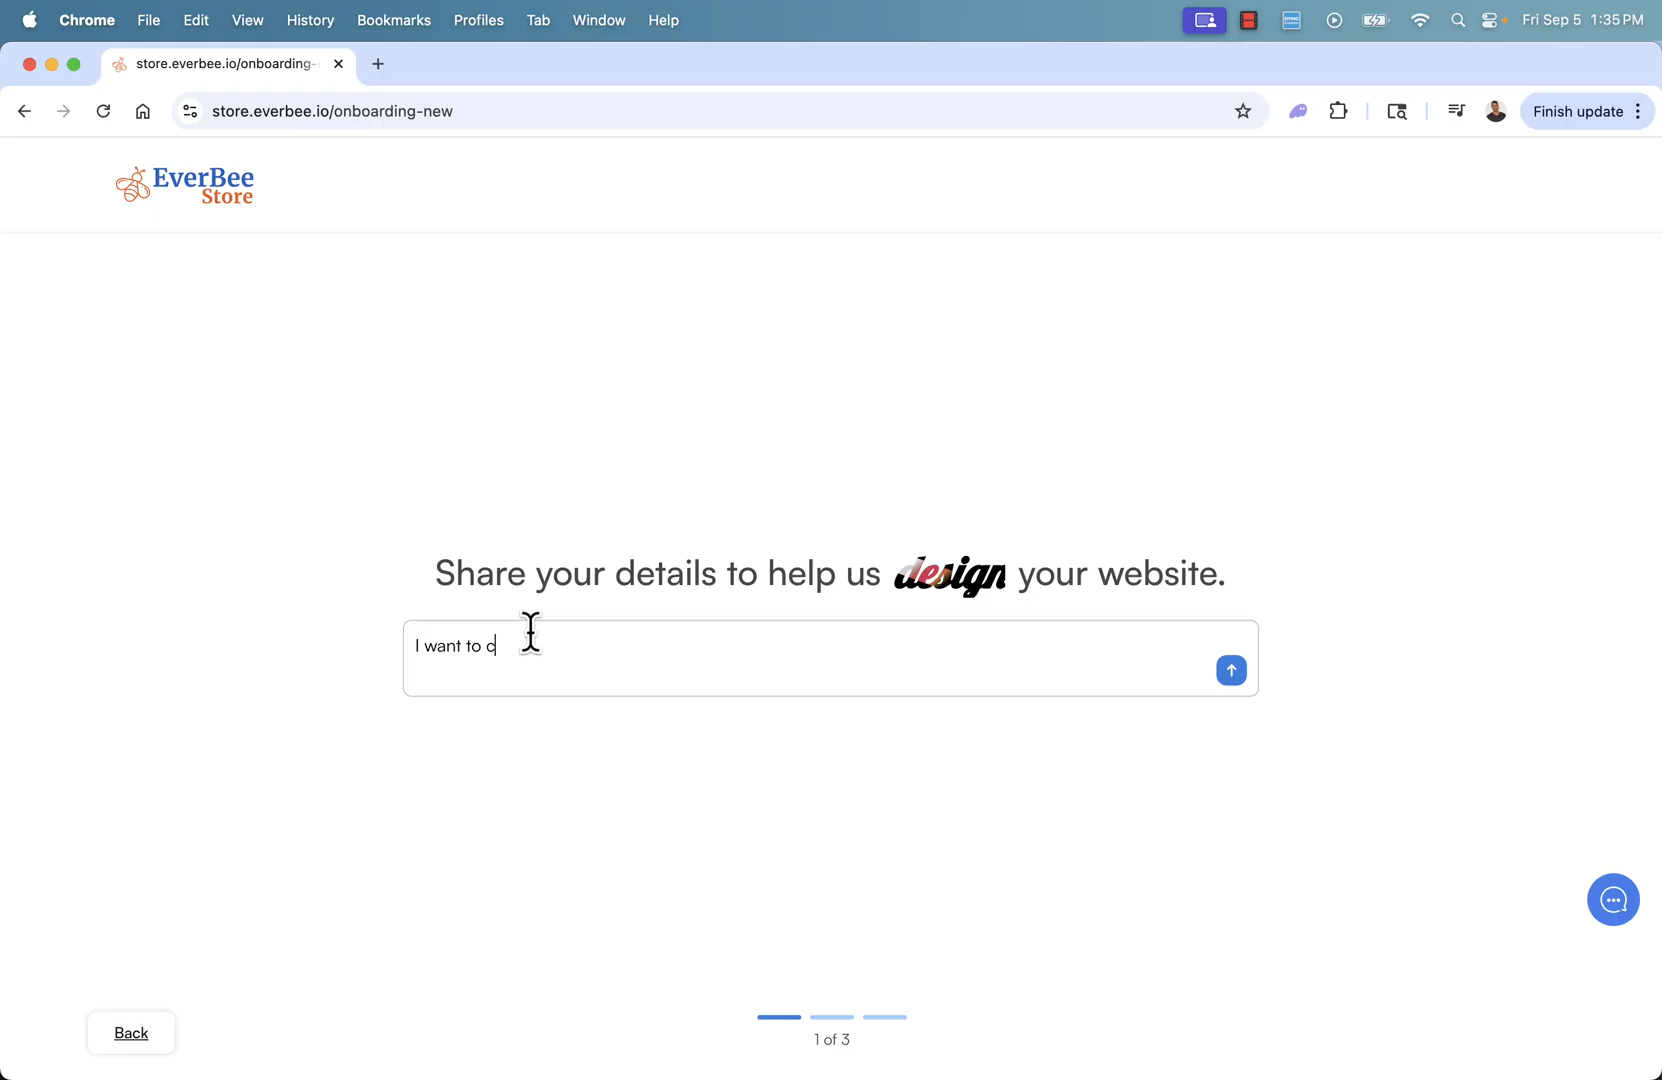 Chrome File Edit View History Bookmarks Profiles Tab Window Help Fri Sep 5 1:35 PM
store.everbee.io/onboarding-
store.everbee.io/onboarding-new Finish update
EverBee
Store
Share your details to help us design your website.
I want to c
Back
1 of 3